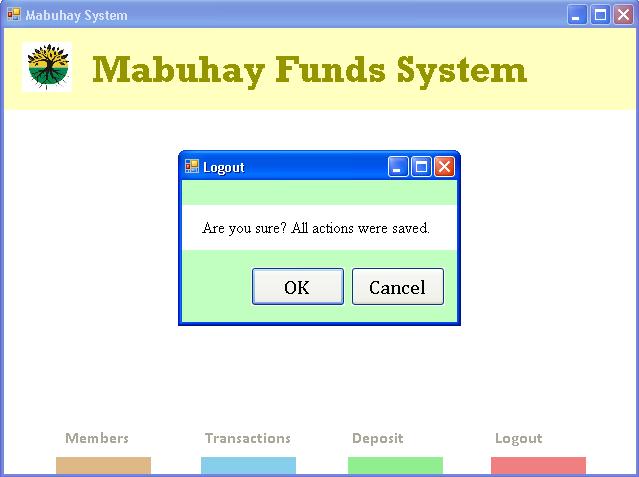 Mabuhay System
Mabuhay Funds System
Logout
Are you sure? All actions were saved.
OK Cancel
Members Transactions Deposit Logout